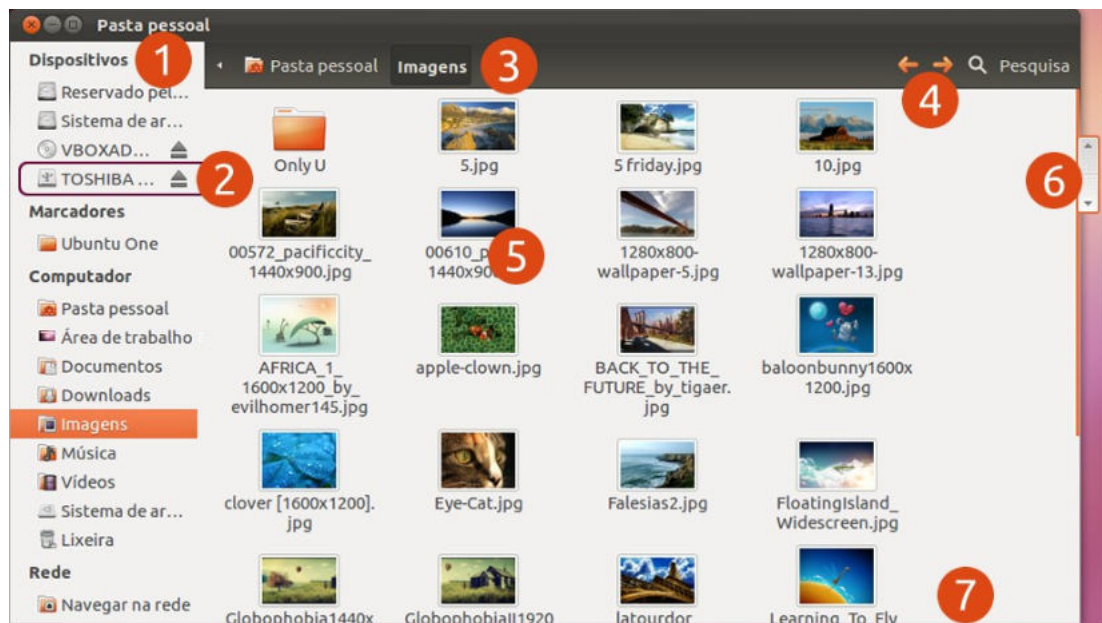 Pasta pessoal
Dispositivos
1
Reservado pel...
Sistema de ar...
VBOXAD...
TOSHIBA ...
2
Marcadores
Ubuntu One
Computador
Pasta pessoal
Área de trabalho
Documentos
Downloads
Imagens
Música
Vídeos
Sistema de ar...
Lixeira
Rede
Navegar na rede
Pasta pessoal Imagens
3
4
Pesquisa
Only U
5.jpg
5 friday.jpg
10.jpg
6
00572_pacificcity_
1440x900.jpg
00610_p
1440x90
5
1280x800-
wallpaper-5.jpg
1280x800-
wallpaper-13.jpg
AFRICA_1_
1600x1200_by_
evilhomer145.jpg
apple-clown.jpg
BACK_TO_THE_
FUTURE_by_tigaer.
jpg
baloonbunny1600x
1200.jpg
clover [1600x1200].
jpg
Eye-Cat.jpg
Falesias2.jpg
FloatingIsland_
Widescreen.jpg
Globophobia1440x
GlobophobiaII1920
latourdor
Learning_To_Fly
7